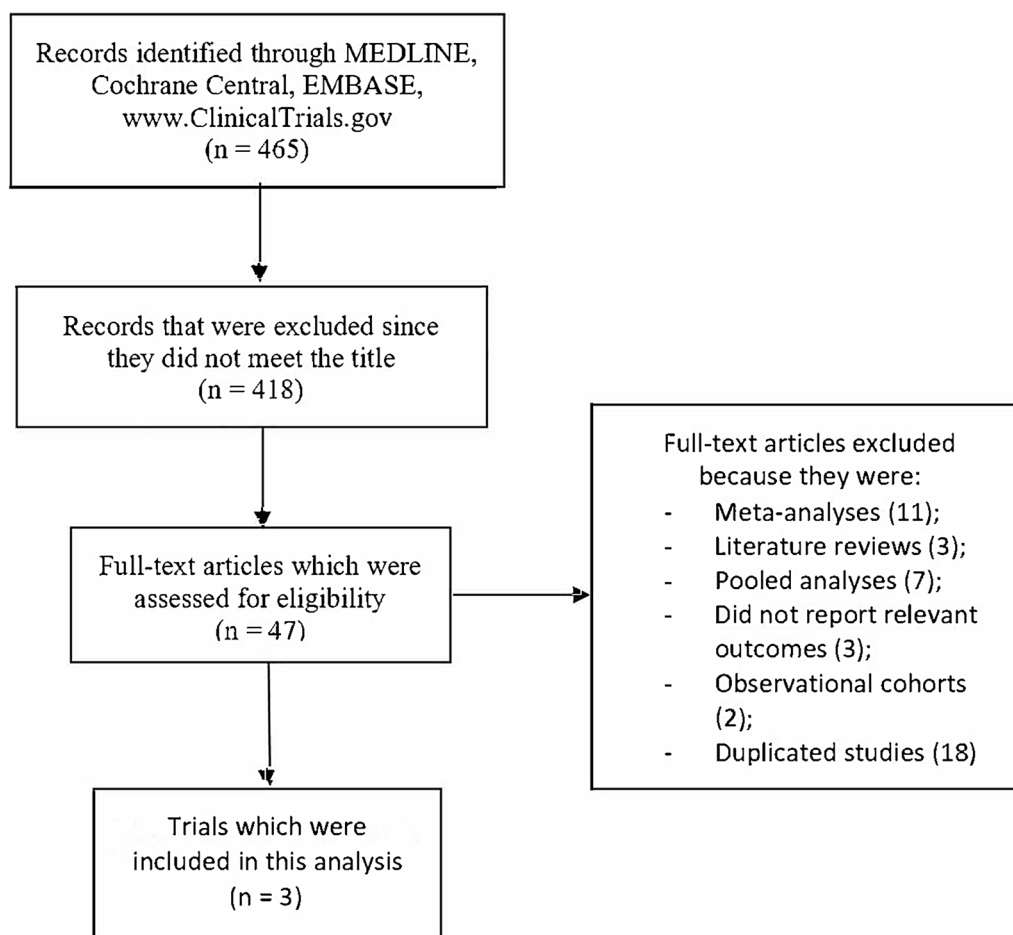 Records identified through MEDLINE,
Cochrane Central, EMBASE,
www.ClinicalTrials.gov
(n = 465)
Records that were excluded since
they did not meet the title
(n = 418)
Full-text articles which were
assessed for eligibility
(n = 47)
Full-text articles excluded
because they were:
- Meta-analyses (11);
- Literature reviews (3);
- Pooled analyses (7);
- Did not report relevant
outcomes (3);
- Observational cohorts
(2);
- Duplicated studies (18)
Trials which were
included in this analysis
(n = 3)